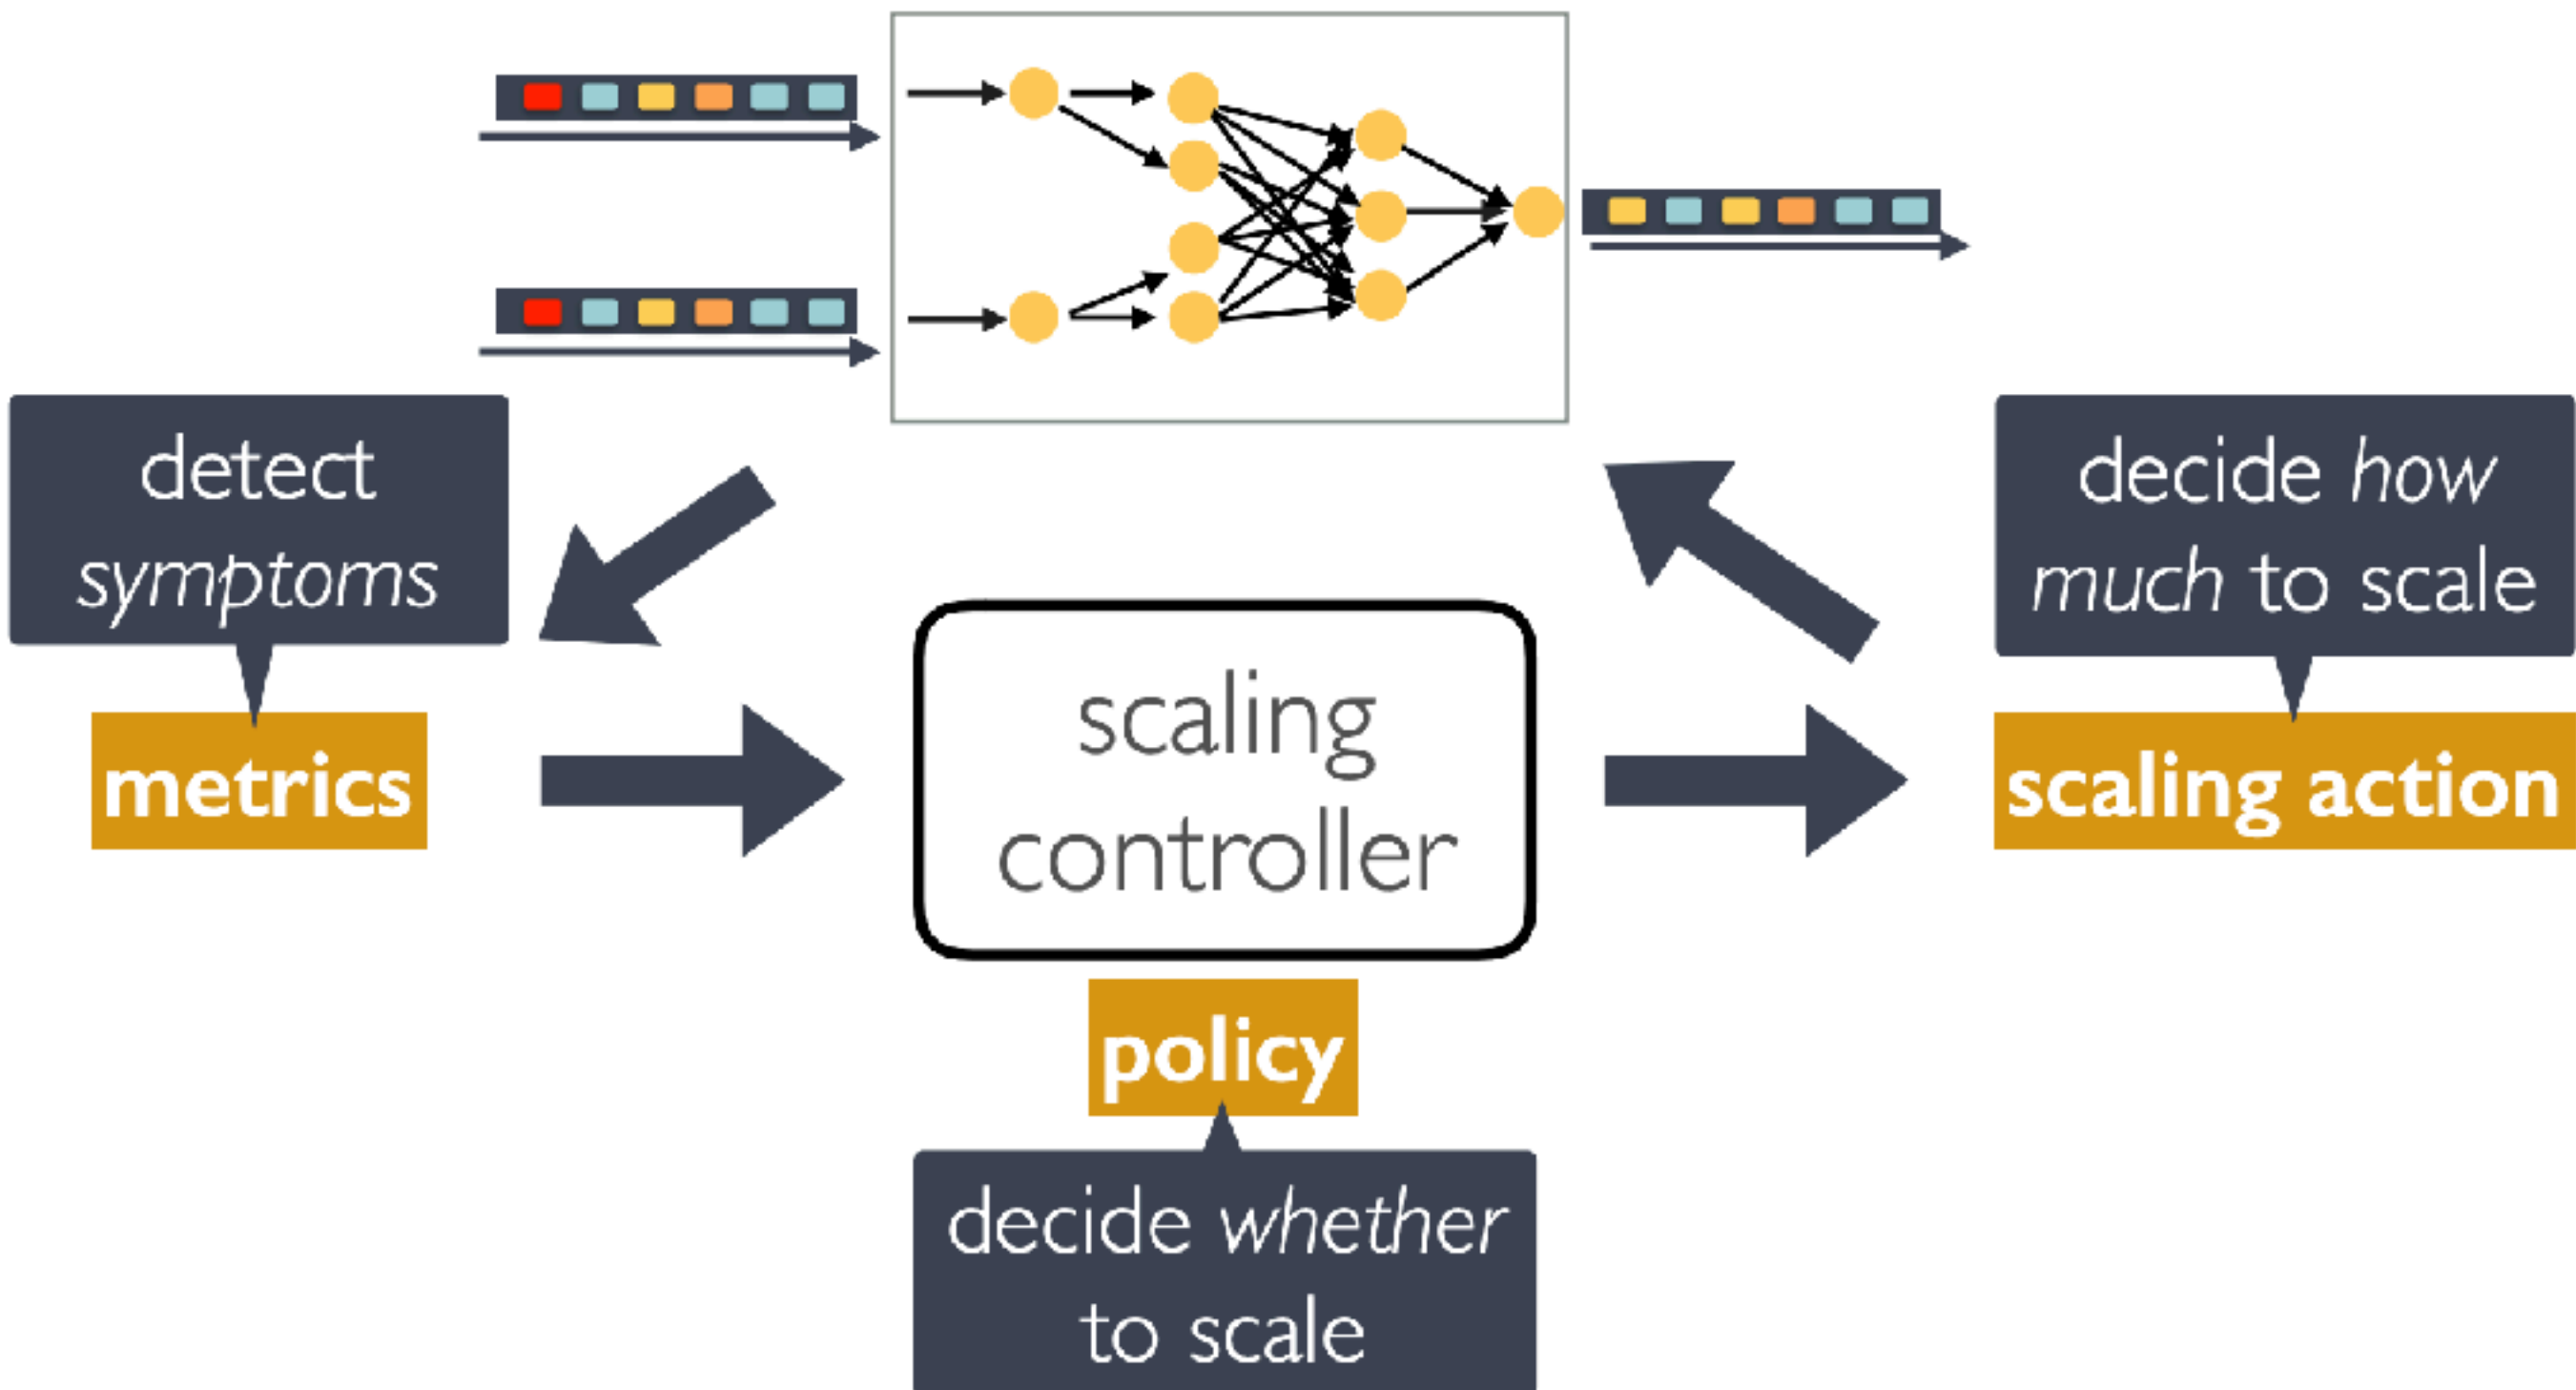 detect
symptoms
metrics
scaling
controller
policy
decide whether
to scale
decide how
much to scale
scaling action